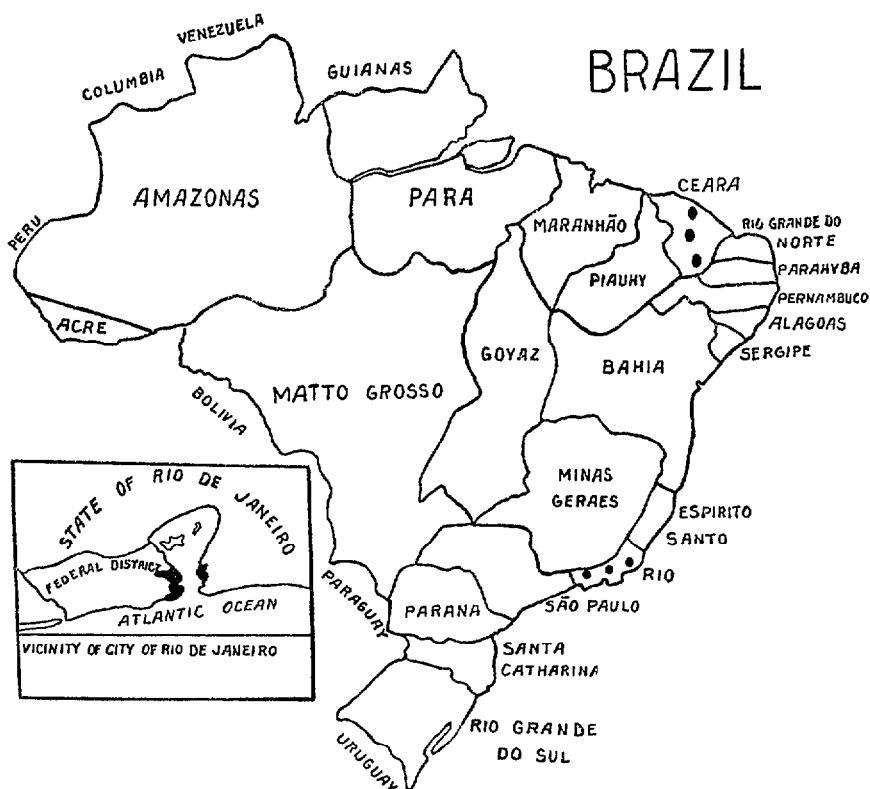 BRAZIL
VENEZUELA
COLUMBIA
GUIANAS
PERU
AMAZONAS
PARA
MARANHÃO
CEARA
RIO GRANDE DO
NORTE
PIAUHY
PARAHYBA
PERNAMBUCO
ALAGOAS
SERGIPE
ACRE
GOYAZ
BAHIA
MATTO GROSSO
BOLIVIA
MINAS
GERAES
ESPIRITO
SANTO
RIO
SÃO PAULO
PARAGUAY
PARANA
SANTA
CATHARINA
RIO GRANDE
DO SUL
URUGUAY
STATE OF RIO DE JANEIRO
FEDERAL DISTRICT
ATLANTIC OCEAN
VICINITY OF CITY OF RIO DE JANEIRO